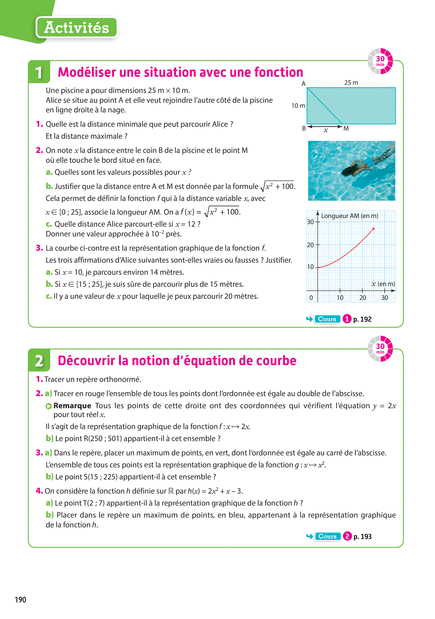 Activités
30 min
1 Modéliser une situation avec une fonction
Une piscine a pour dimensions 25 m × 10 m.
Alice se situe au point A et elle veut rejoindre l'autre côté de la piscine
en ligne droite à la nage.
1. Quelle est la distance minimale que peut parcourir Alice ?
Et la distance maximale ?
2. On note x la distance entre le coin B de la piscine et le point M
où elle touche le bord situé en face.
a. Quelles sont les valeurs possibles pour x ?
b. Justifier que la distance entre A et M est donnée par la formule √x² + 100.
Cela permet de définir la fonction f qui à la distance variable x, avec
x ∈ [0 ; 25], associe la longueur AM. On a f(x) = √x² + 100.
c. Quelle distance Alice parcourt-elle si x = 12 ?
Donner une valeur approchée à 10⁻² près.
3. La courbe ci-contre est la représentation graphique de la fonction f.
Les trois affirmations d'Alice suivantes sont-elles vraies ou fausses ? Justifier.
a. Si x = 10, je parcours environ 14 mètres.
b. Si x ∈ [15 ; 25], je suis sûre de parcourir plus de 15 mètres.
c. Il y a une valeur de x pour laquelle je peux parcourir 20 mètres.
A 25 m
10 m
B x M
Longueur AM (en m)
30
20
10
x (en m)
0 10 20 30
Cours 1 p. 192
30 min
2 Découvrir la notion d'équation de courbe
1. Tracer un repère orthonormé.
2. a) Tracer en rouge l'ensemble de tous les points dont l'ordonnée est égale au double de l'abscisse.
Remarque Tous les points de cette droite ont des coordonnées qui vérifient l'équation y = 2x
pour tout réel x.
Il s'agit de la représentation graphique de la fonction f : x ↦ 2x.
b) Le point R(250 ; 501) appartient-il à cet ensemble ?
3. a) Dans le repère, placer un maximum de points, en vert, dont l'ordonnée est égale au carré de l'abscisse.
L'ensemble de tous ces points est la représentation graphique de la fonction g : x ↦ x².
b) Le point S(15 ; 225) appartient-il à cet ensemble ?
4. On considère la fonction h définie sur ℝ par h(x) = 2x² + x – 3.
a) Le point T(2 ; 7) appartient-il à la représentation graphique de la fonction h ?
b) Placer dans le repère un maximum de points, en bleu, appartenant à la représentation graphique
de la fonction h.
Cours 2 p. 193
190